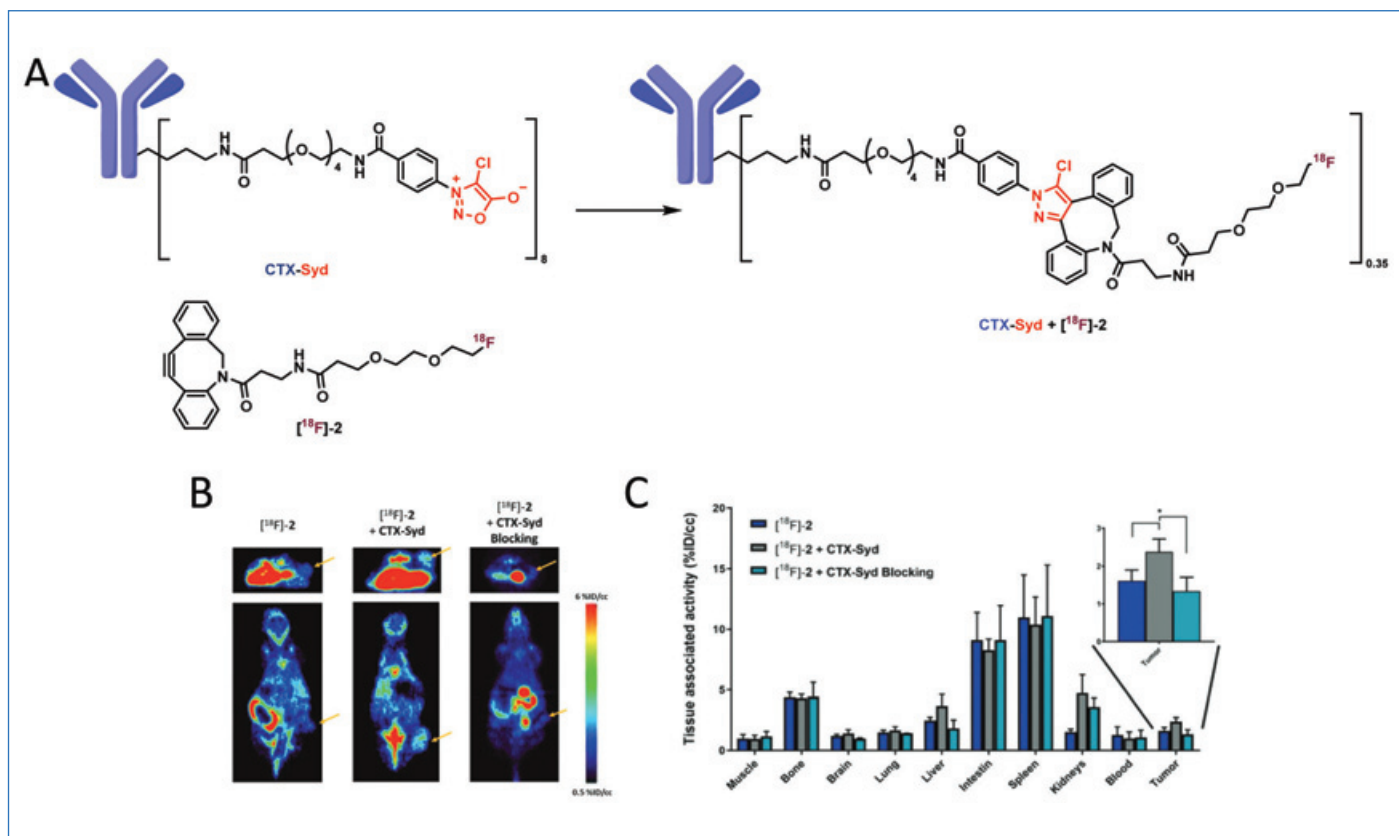 A
H
N
O
O
4
N
H
O
Cl
N
+
N
O
O
−
8
CTX-Syd
N
O
H
N
O
O
O
18F
[18F]-2
H
N
O
O
4
N
H
O
Cl
N
N
N
O
NH
O
O
O
18F
0.35
CTX-Syd + [18F]-2
B
[18F]-2
[18F]-2
+ CTX-Syd
[18F]-2
+ CTX-Syd
Blocking
6 %ID/cc
0.5 %ID/cc
C
Tissue associated activity (%ID/cc)
20
15
10
5
0
[18F]-2
[18F]-2 + CTX-Syd
[18F]-2 + CTX-Syd Blocking
Muscle
Bone
Brain
Lung
Liver
Intestin
Spleen
Kidneys
Blood
Tumor
*
3
2
1
0
Tumor